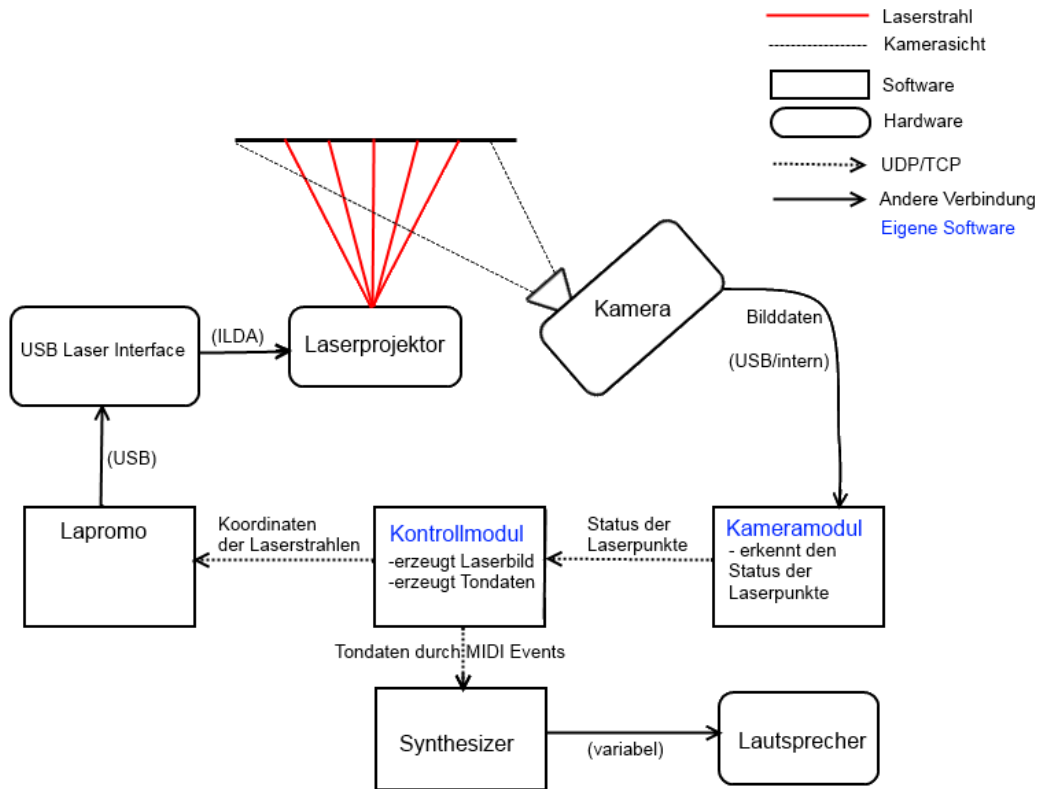 Laserstrahl
Kamerasicht
Software
Hardware
UDP/TCP
Andere Verbindung
Eigene Software
Kamera
Bilddaten
(USB/intern)
USB Laser Interface
(ILDA)
Laserprojektor
(USB)
Lapromo
Koordinaten
der Laserstrahlen
Kontrollmodul
-erzeugt Laserbild
-erzeugt Tondaten
Status der
Laserpunkte
Kameramodul
- erkennt den
Status der
Laserpunkte
Tondaten durch MIDI Events
Synthesizer
(variabel)
Lautsprecher